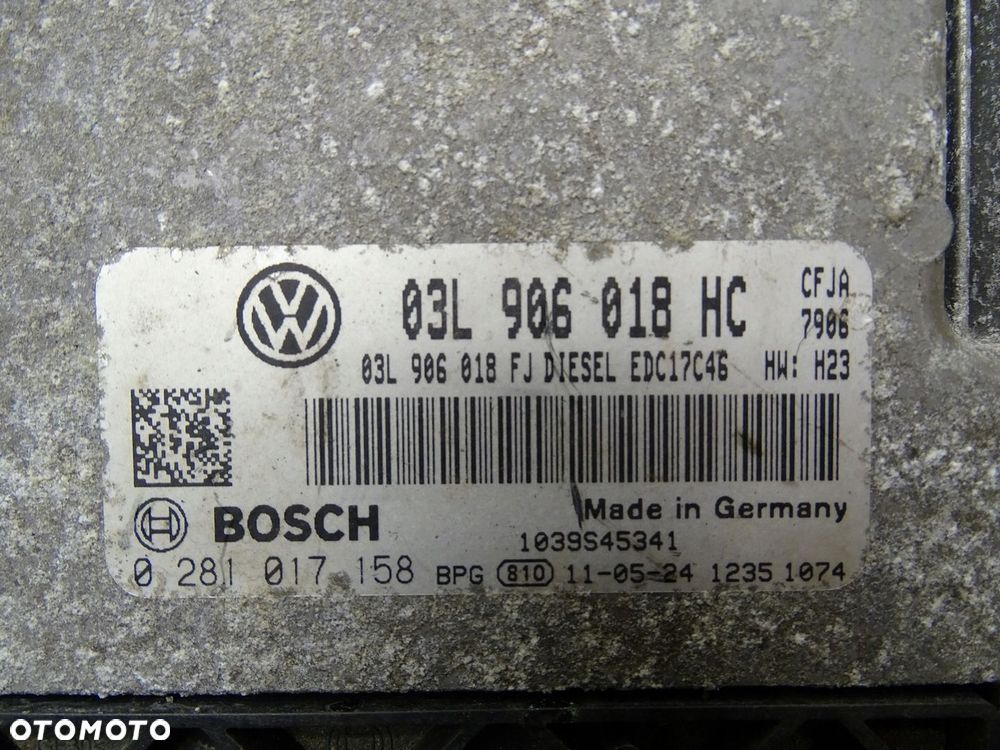 03L 906 018 HC CFJA
7906
03L 906 018 FJ DIESEL EDC17C46 HW: H23
Made in Germany
BOSCH
1039S45341
0 281 017 158 BPG 810 11-05-24 1235 1074
OTOMOTO